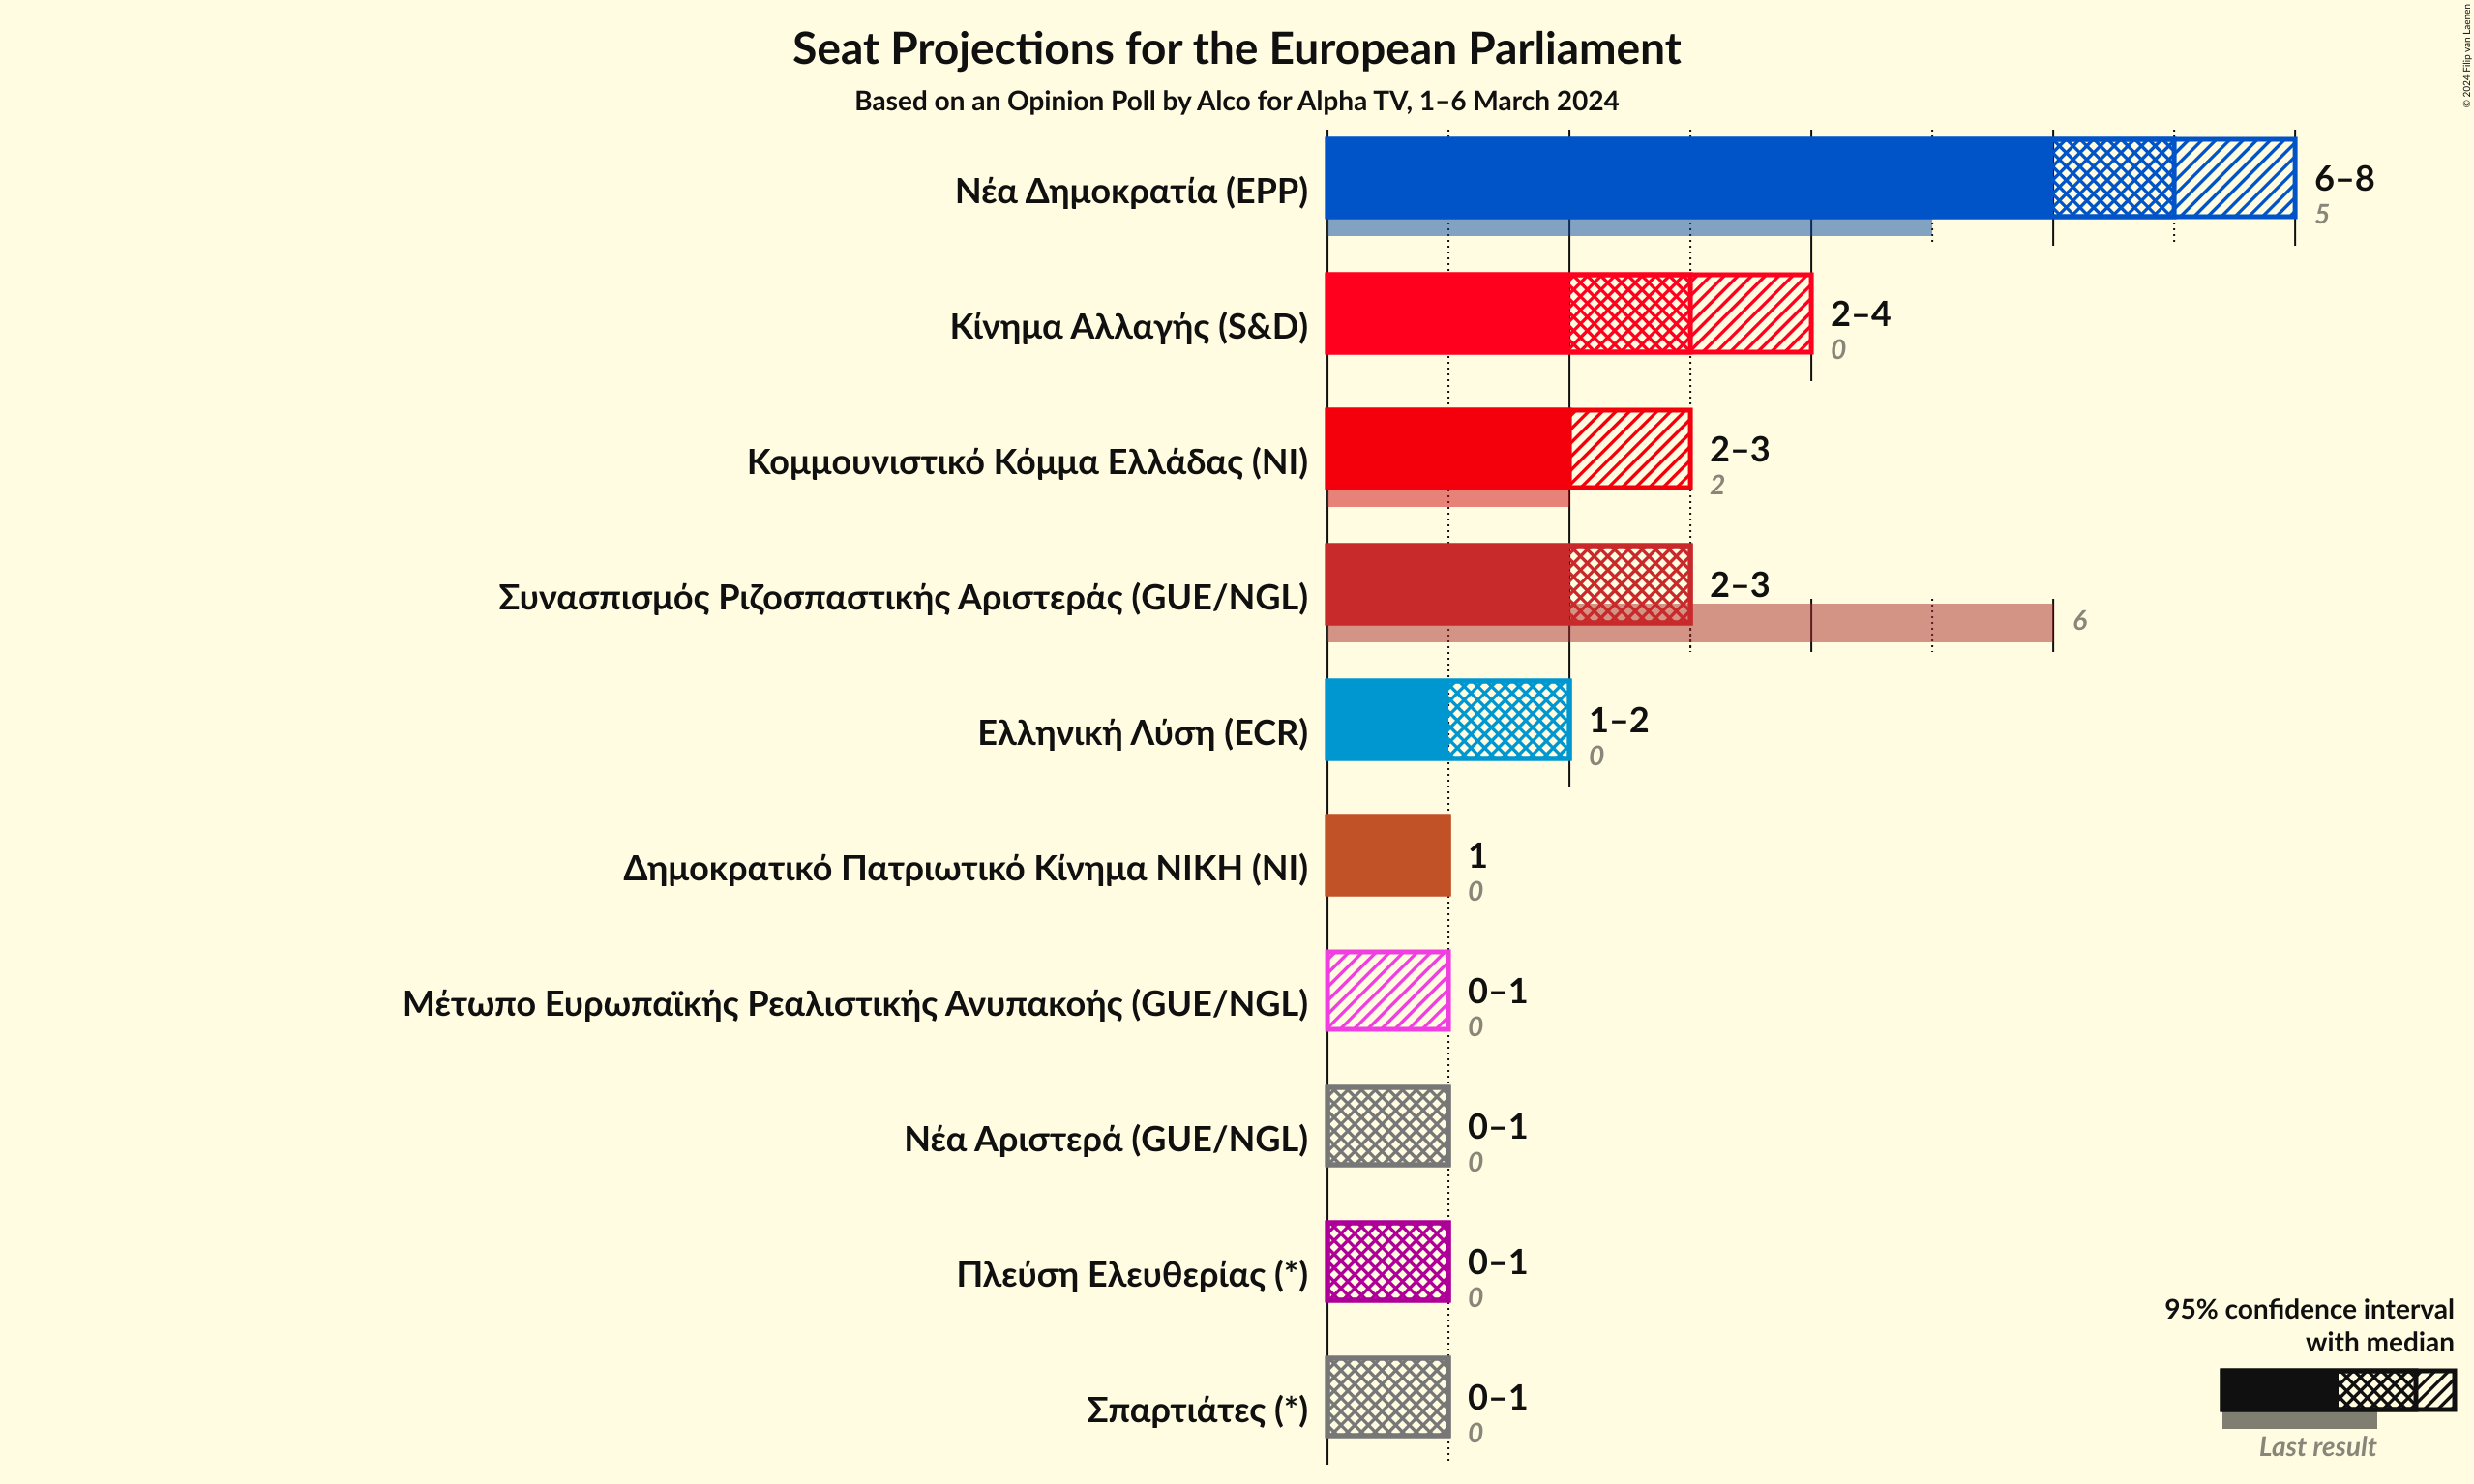 © 2024 Filip van Laenen
Seat Projections for the European Parliament
Based on an Opinion Poll by Alco for Alpha TV, 1–6 March 2024
Νέα Δημοκρατία (EPP)
6–8
5
Κίνημα Αλλαγής (S&D)
2–4
0
Κομμουνιστικό Κόμμα Ελλάδας (NI)
2–3
2
Συνασπισμός Ριζοσπαστικής Αριστεράς (GUE/NGL)
2–3
6
Ελληνική Λύση (ECR)
1–2
0
Δημοκρατικό Πατριωτικό Κίνημα ΝΙΚΗ (NI)
1
0
Μέτωπο Ευρωπαϊκής Ρεαλιστικής Ανυπακοής (GUE/NGL)
0–1
0
Νέα Αριστερά (GUE/NGL)
0–1
0
Πλεύση Ελευθερίας (*)
0–1
0
Σπαρτιάτες (*)
0–1
0
95% confidence interval
with median
Last result